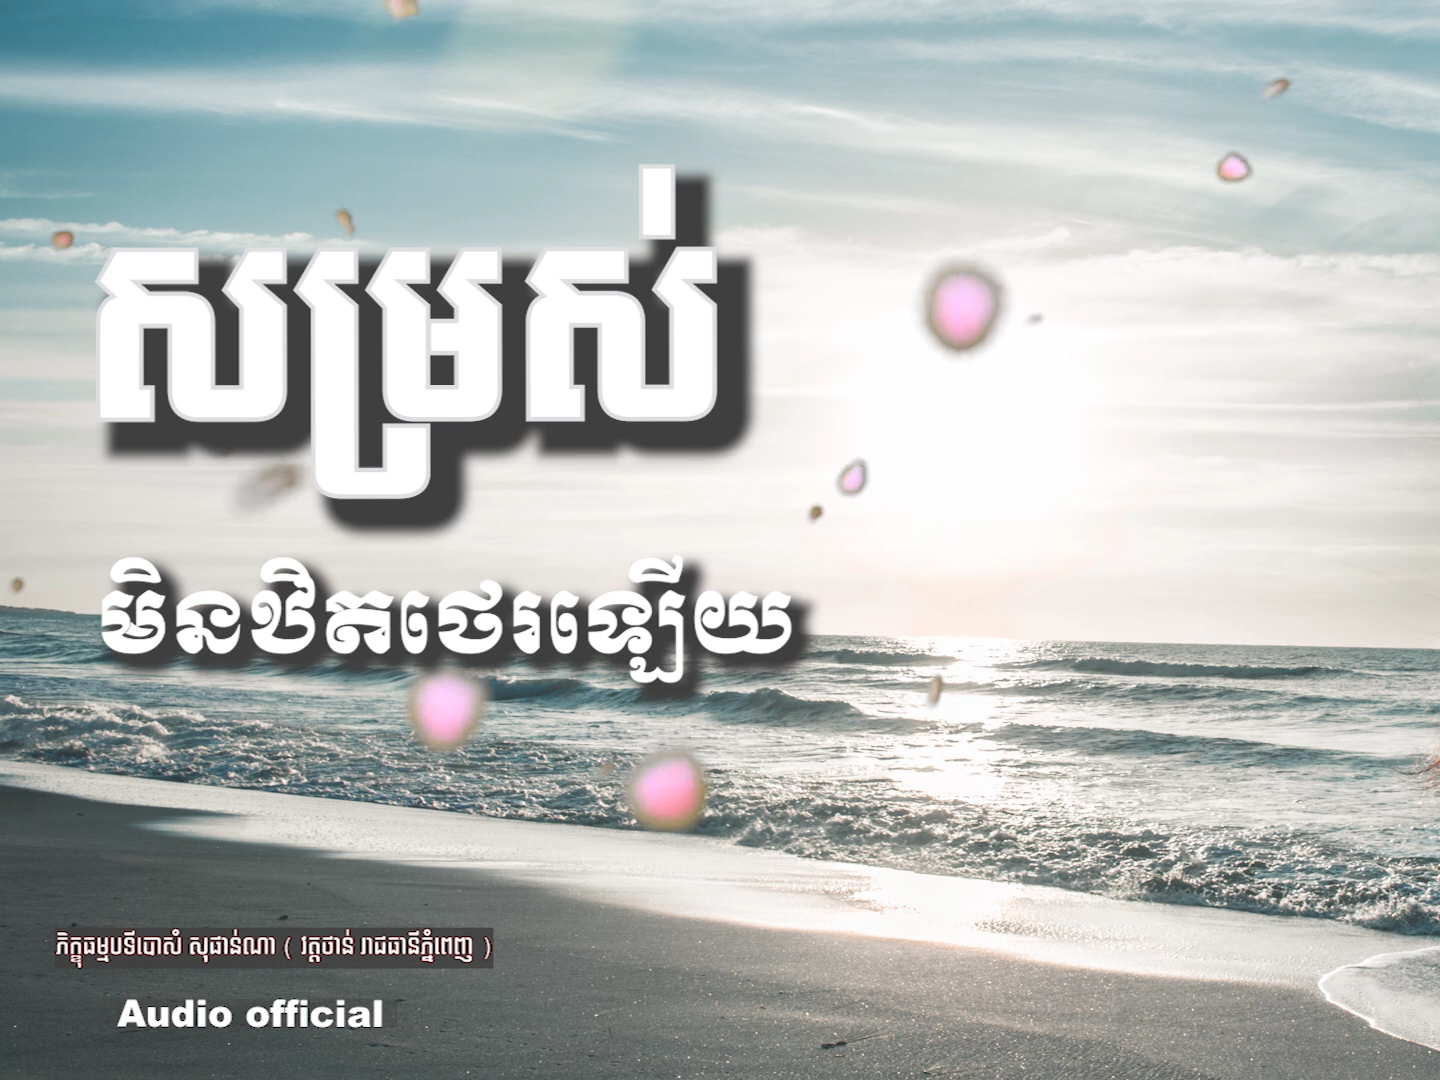 សម្រស់
មិនឋិតថេរឡើយ
ភិក្ខុធម្មបទីបោសំ សុផាន់ណា ( វត្តថាន់ រាជធានីភ្នំពេញ )
Audio official